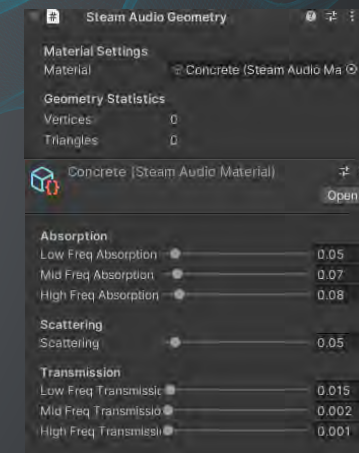 Steam Audio Geometry
Material Settings
Material Concrete (Steam Audio Ma
Geometry Statistics
Vertices 0
Triangles 0
Concrete (Steam Audio Material)
Open
Absorption
Low Freq Absorption 0.05
Mid Freq Absorption 0.07
High Freq Absorption 0.08
Scattering
Scattering 0.05
Transmission
Low Freq Transmissic 0.015
Mid Freq Transmissio 0.002
High Freq Transmissi 0.001